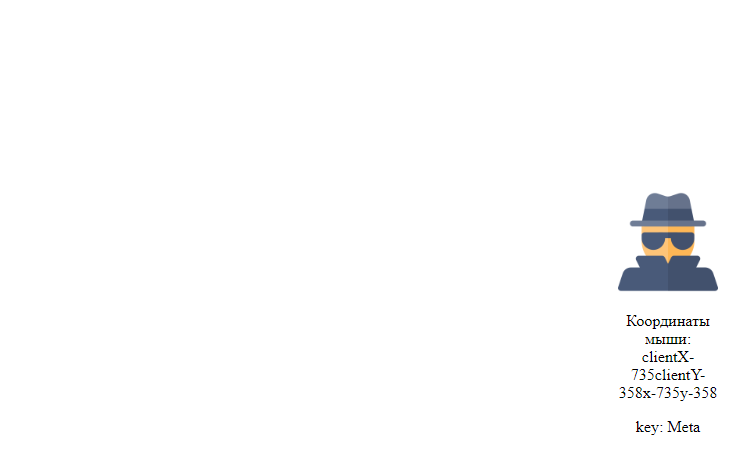 Координаты
мыши:
clientX-
735clientY-
358x-735y-358
key: Meta